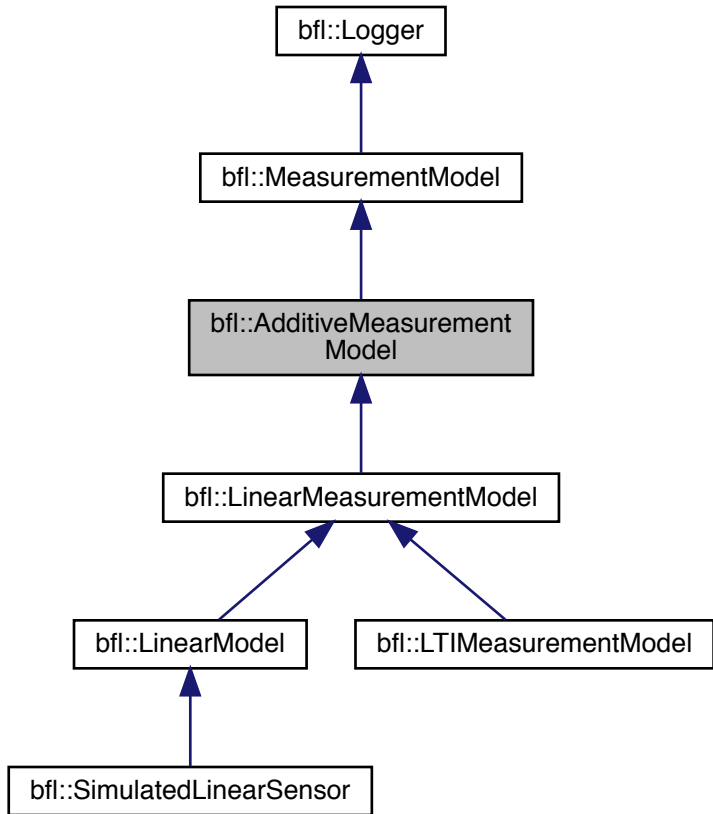 bfl::Logger
bfl::MeasurementModel
bfl::AdditiveMeasurement
Model
bfl::LinearMeasurementModel
bfl::LinearModel
bfl::LTIMeasurementModel
bfl::SimulatedLinearSensor